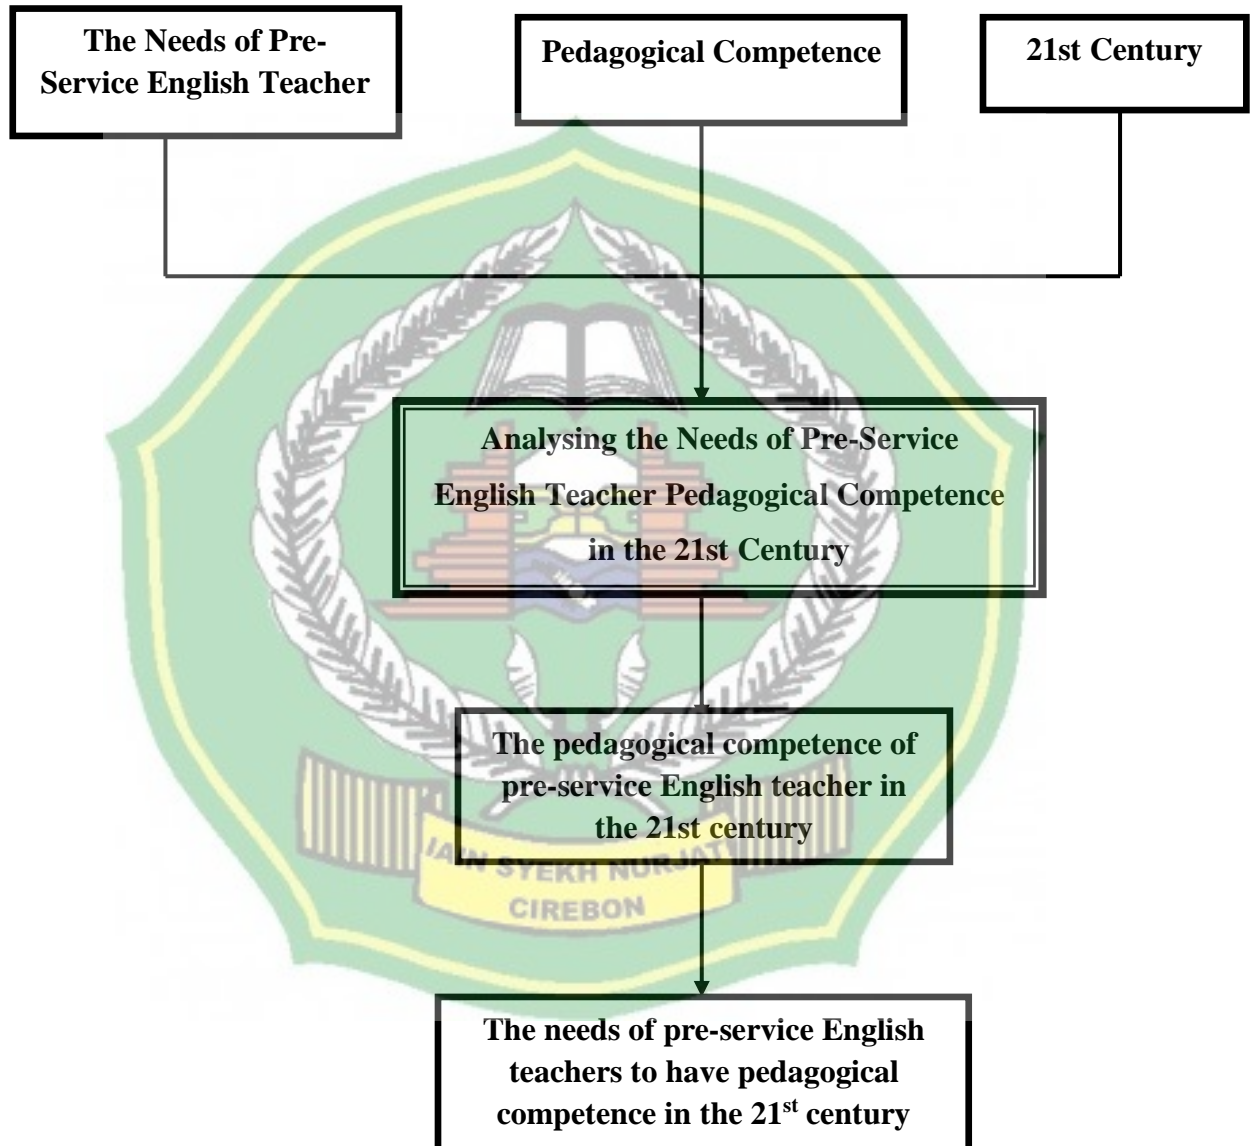 The Needs of Pre-
Service English Teacher
Pedagogical Competence
21st Century
Analysing the Needs of Pre-Service
English Teacher Pedagogical Competence
in the 21st Century
The pedagogical competence of
pre-service English teacher in
the 21st century
IAIN SYEKH NURJATI
CIREBON
The needs of pre-service English
teachers to have pedagogical
competence in the 21st century